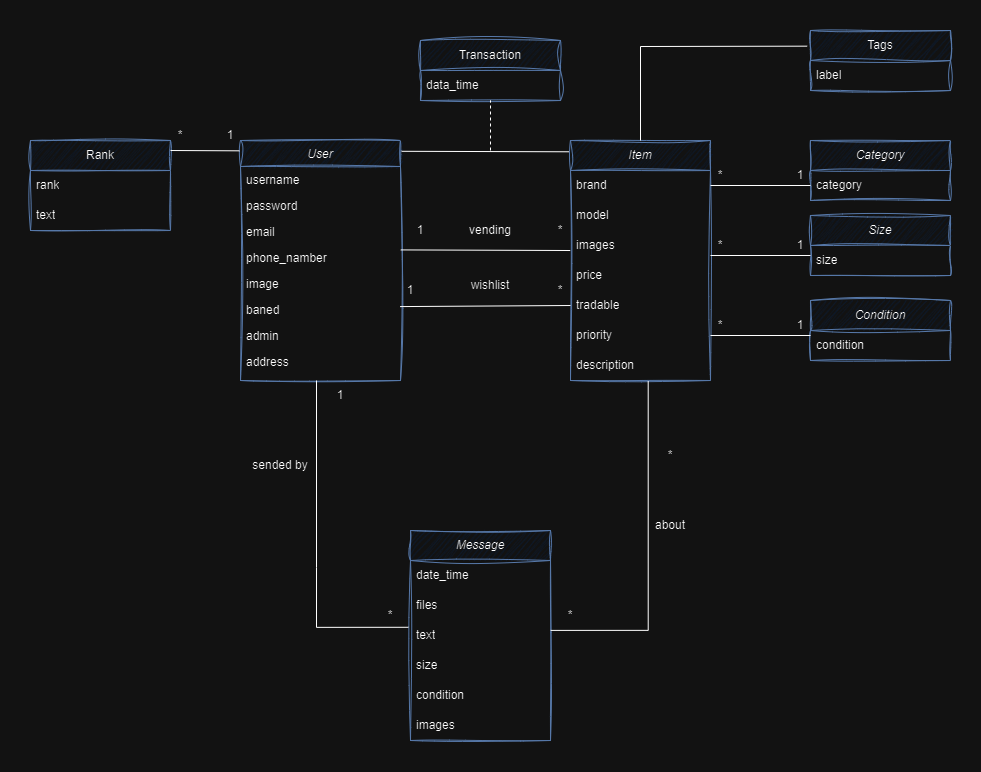 Transaction
data_time
Tags
label
* 1
Rank
rank
text
User
username
password
email
phone_namber
image
baned
admin
address
1 vending *
1 wishlist *
Item
brand
model
images
price
tradable
priority
description
* 1
Category
category
* 1
Size
size
* 1
Condition
condition
1
sended by
*
*
about
*
Message
date_time
files
text
size
condition
images